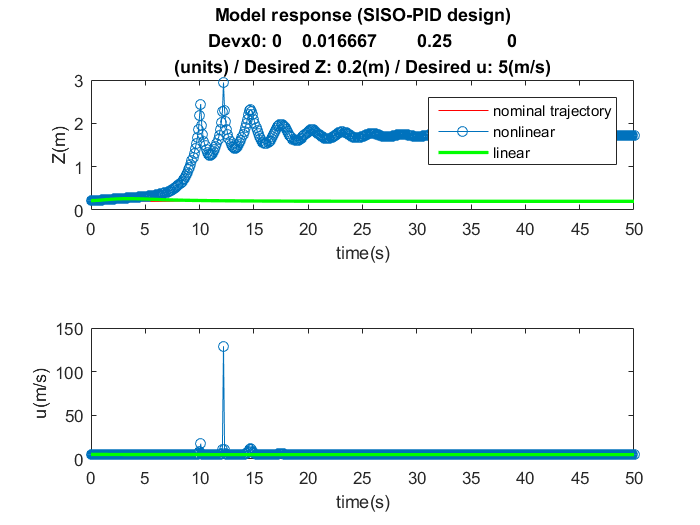 Model response (SISO-PID design)
Devx0: 0 0.016667 0.25 0
(units) / Desired Z: 0.2(m) / Desired u: 5(m/s)
3
2
1
0
Z(m)
nominal trajectory
nonlinear
linear
0 5 10 15 20 25 30 35 40 45 50
time(s)
150
100
50
0
u(m/s)
0 5 10 15 20 25 30 35 40 45 50
time(s)